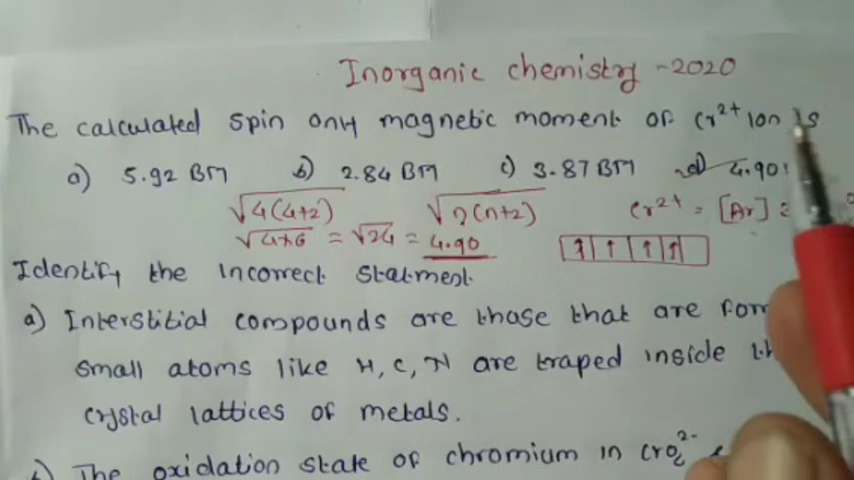 Inorganic chemistry -2020
The calculated spin only magnetic moment of Cr2+ ion is
a) 5.92 BM b) 2.84 BM c) 3.87 BM d) 4.90
√4(4+2) √n(n+2) Cr2+ = [Ar] 3
√4×6 = √24 = 4.90 ↑ ↑ ↑ ↑
Identify the Incorrect statement
a) Interstitial compounds are those that are form
small atoms like H, C, N are traped inside th
crystal lattices of metals.
The oxidation state of chromium in